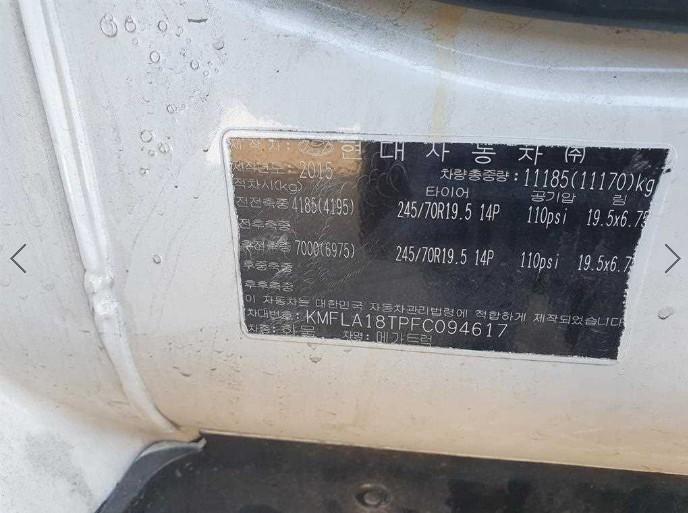 제작자: 현대자동차(주)
제작년도 2015 차량총중량: 11185(11170)kg
적차시(kg) 타이어 공기압 림
전전축중 4185(4195) 245/70R19.5 14P 110psi 19.5x6.75
전후축중
후전축중 7000(6975) 245/70R19.5 14P 110psi 19.5x6.7
후중축중
후후축중
이 자동차는 대한민국 자동차관리법령에 적합하게 제작되었습니다
차대번호: KMFLA18TPFC094617
차종: 화물 차명: 메가트럭